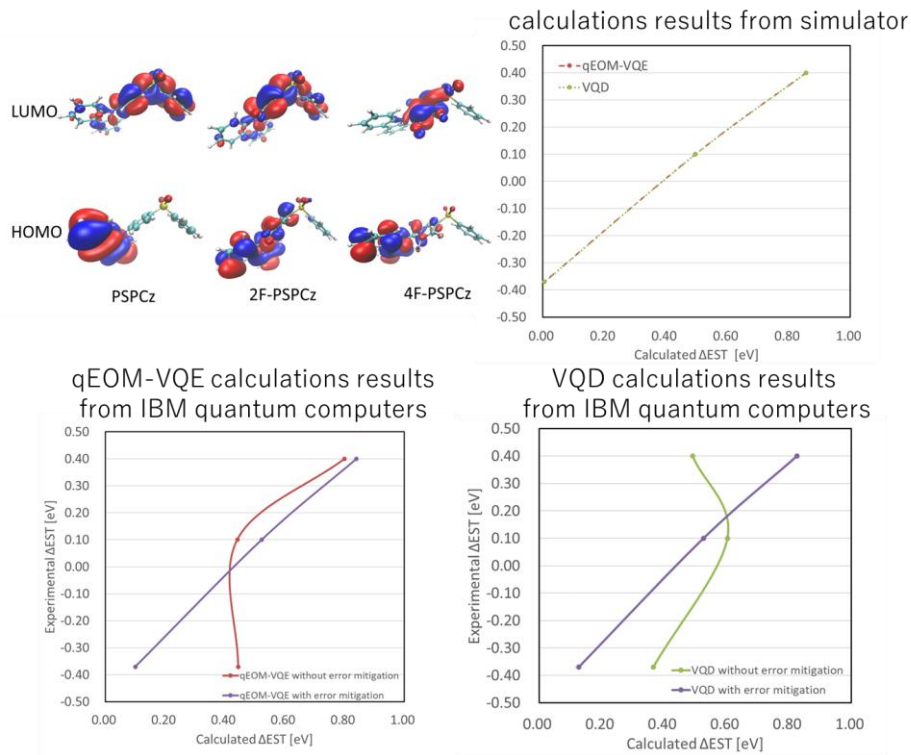 LUMO
HOMO
PSPCz
2F-PSPCz
4F-PSPCz
calculations results from simulator
0.50
0.40
0.30
0.20
0.10
0.00
-0.10
-0.20
-0.30
-0.40
-0.50
qEOM-VQE
VQD
0.00 0.20 0.40 0.60 0.80 1.00
Calculated ΔEST [eV]
qEOM-VQE calculations results
from IBM quantum computers
Experimental ΔEST [eV]
0.50
0.40
0.30
0.20
0.10
0.00
-0.10
-0.20
-0.30
-0.40
-0.50
qEOM-VQE without error mitigation
qEOM-VQE with error mitigation
0.00 0.20 0.40 0.60 0.80 1.00
Calculated ΔEST [eV]
VQD calculations results
from IBM quantum computers
Experimental ΔEST [eV]
0.50
0.40
0.30
0.20
0.10
0.00
-0.10
-0.20
-0.30
-0.40
-0.50
VQD without error mitigation
VQD with error mitigation
0.00 0.20 0.40 0.60 0.80 1.00
Calculated ΔEST [eV]